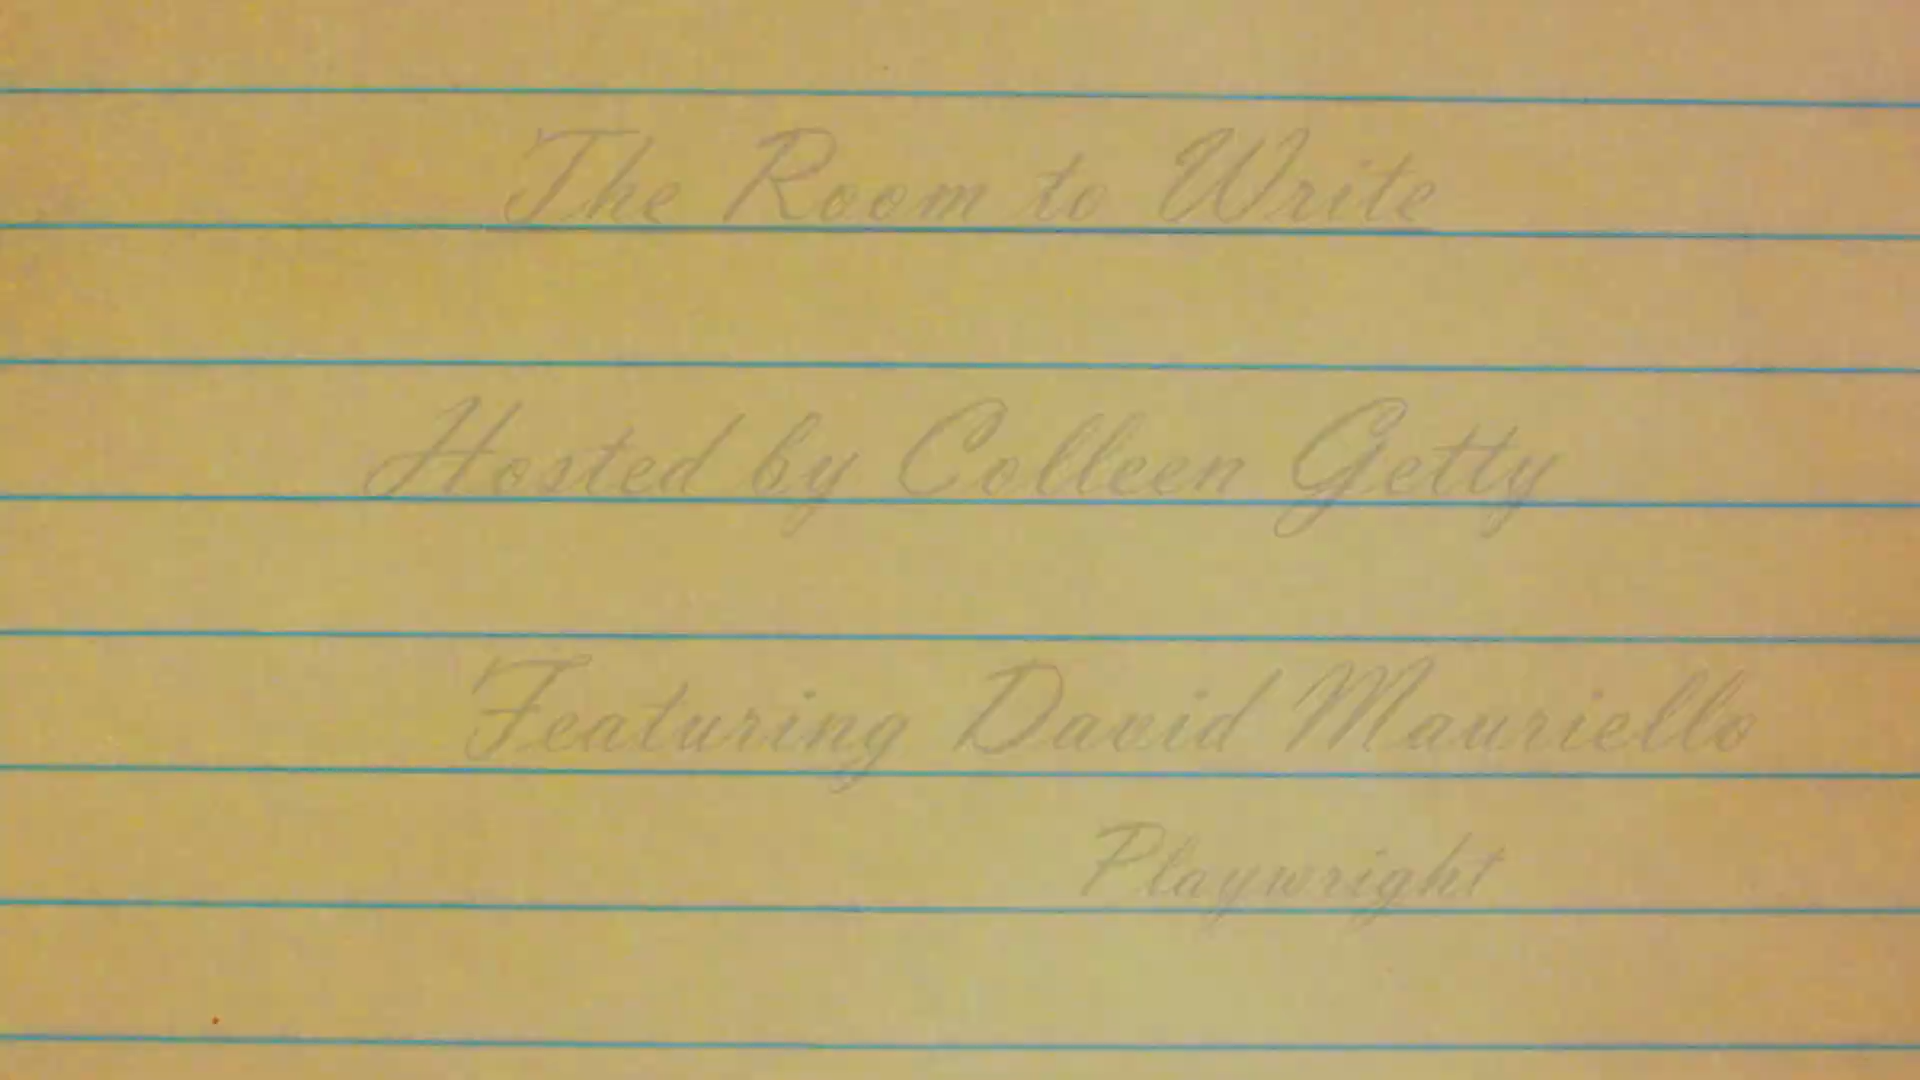 The Room to Write
Hosted by Colleen Getty
Featuring David Mauriello
Playwright